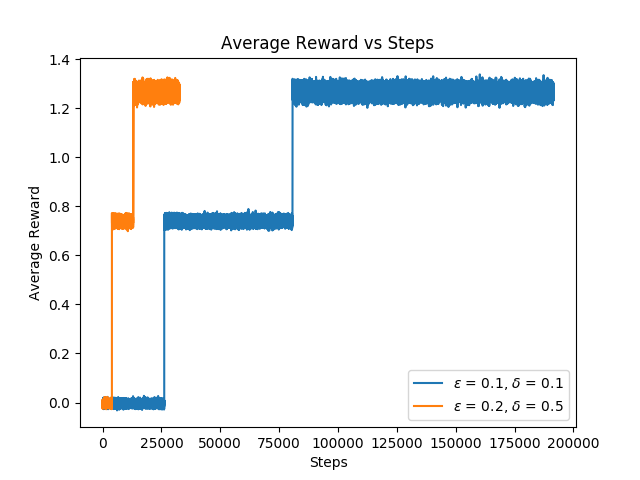 Average Reward vs Steps
Average Reward
1.4
1.2
1.0
0.8
0.6
0.4
0.2
0.0
0 25000 50000 75000 100000 125000 150000 175000 200000
Steps
ε = 0.1, δ = 0.1
ε = 0.2, δ = 0.5